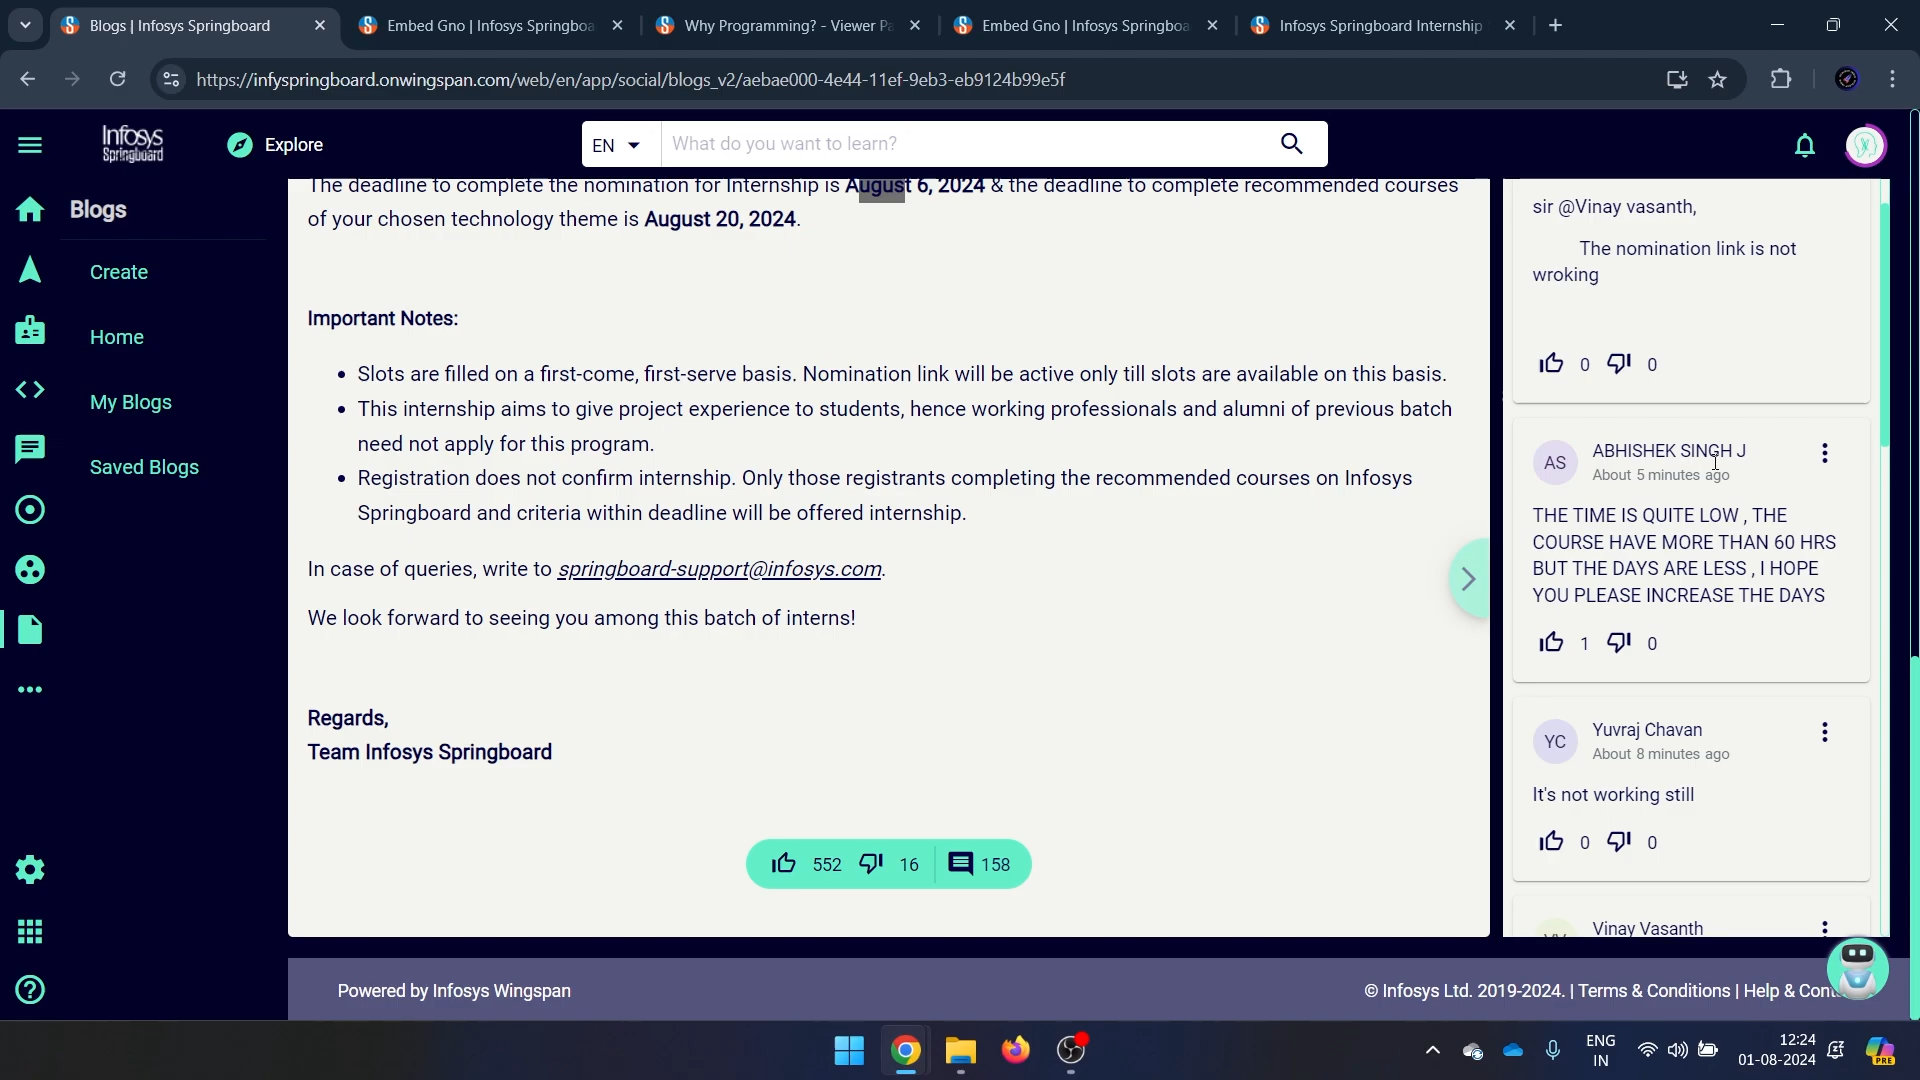 Blogs | Infosys Springboard
Embed Gno | Infosys Springboa
Why Programming? - Viewer Pa
Embed Gno | Infosys Springboa
Infosys Springboard Internship
https://infyspringboard.onwingspan.com/web/en/app/social/blogs_v2/aebae000-4e44-11ef-9eb3-eb9124b99e5f
Infosys
Springboard
Explore
EN
What do you want to learn?
Blogs
Create
Home
My Blogs
Saved Blogs
The deadline to complete the nomination for Internship is August 6, 2024 & the deadline to complete recommended courses
of your chosen technology theme is August 20, 2024.
Important Notes:
• Slots are filled on a first-come, first-serve basis. Nomination link will be active only till slots are available on this basis.
• This internship aims to give project experience to students, hence working professionals and alumni of previous batch
need not apply for this program.
• Registration does not confirm internship. Only those registrants completing the recommended courses on Infosys
Springboard and criteria within deadline will be offered internship.
In case of queries, write to springboard-support@infosys.com.
We look forward to seeing you among this batch of interns!
Regards,
Team Infosys Springboard
552 16 158
sir @Vinay vasanth,
The nomination link is not
wroking
0 0
AS
ABHISHEK SINGH J
About 5 minutes ago
THE TIME IS QUITE LOW , THE
COURSE HAVE MORE THAN 60 HRS
BUT THE DAYS ARE LESS , I HOPE
YOU PLEASE INCREASE THE DAYS
1 0
YC
Yuvraj Chavan
About 8 minutes ago
It's not working still
0 0
Vinay Vasanth
Powered by Infosys Wingspan
© Infosys Ltd. 2019-2024. | Terms & Conditions | Help & Cont
ENG
IN
12:24
01-08-2024
PRE